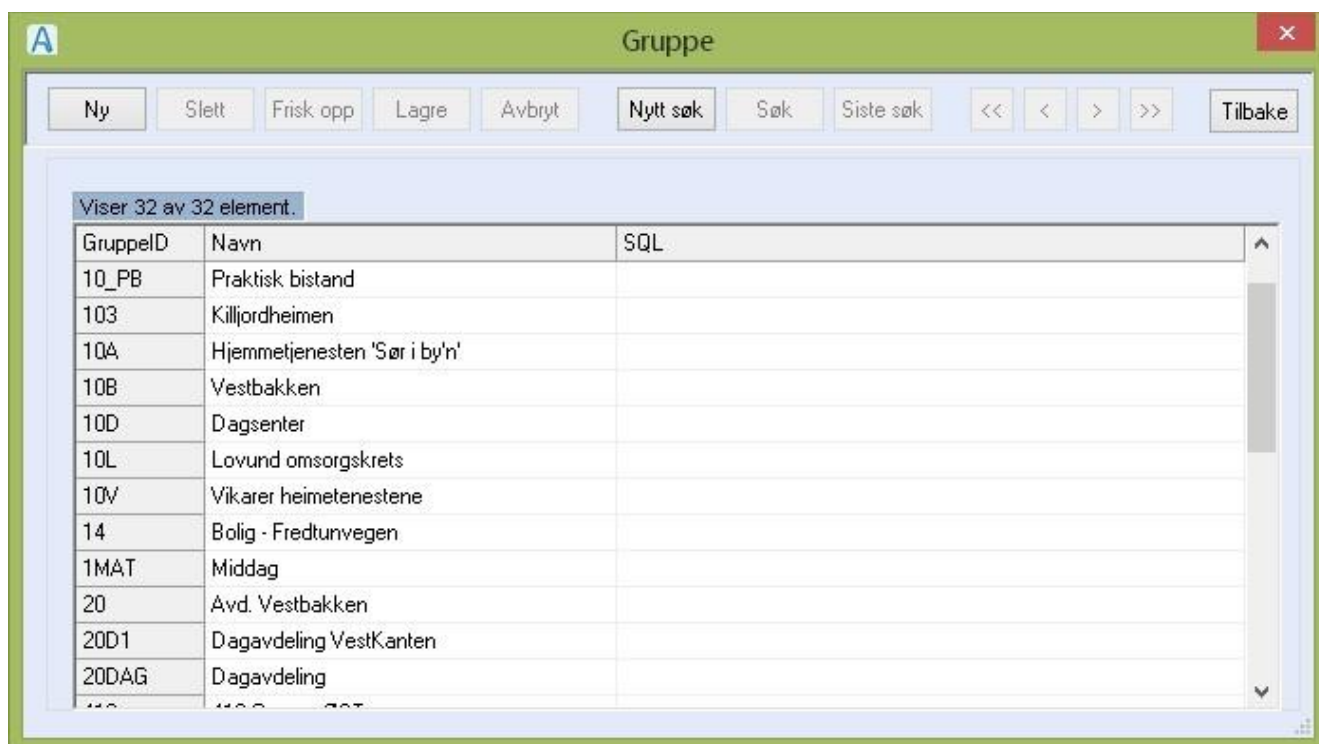 Gruppe
Ny Slett Frisk opp Lagre Avbryt Nytt søk Søk Siste søk << < > >> Tilbake
Viser 32 av 32 element.
GruppeID Navn SQL
10_PB Praktisk bistand
103 Killjordheimen
10A Hjemmetjenesten 'Sør i by'n'
10B Vestbakken
10D Dagsenter
10L Lovund omsorgskrets
10V Vikarer heimetenestene
14 Bolig - Fredtunvegen
1MAT Middag
20 Avd. Vestbakken
20D1 Dagavdeling VestKanten
20DAG Dagavdeling